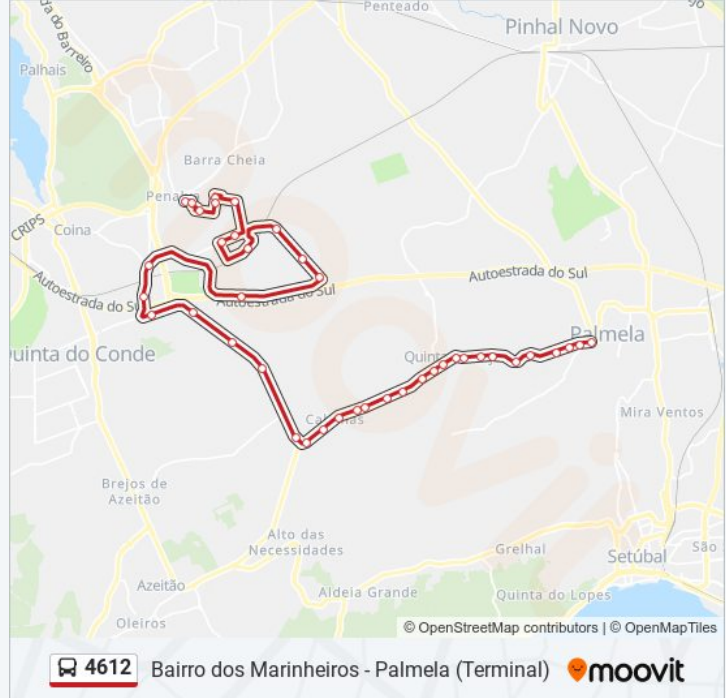 Penteado
Pinhal Novo
do Barreiro
Palhais
Barra Cheia
Penalva
CRIPS
Coina
Autoestrada do Sul
Autoestrada do Sul
Autoestrada do Sul
Palmela
Quinta do Conde
Quinta
Cabanas
Mira Ventos
Brejos de
Azeitão
Alto das
Necessidades
Grelhal
Setúbal
São
Azeitão
Aldeia Grande
Quinta do Lopes
Oleiros
© OpenStreetMap contributors | © OpenMapTiles
4612 Bairro dos Marinheiros - Palmela (Terminal) moovit